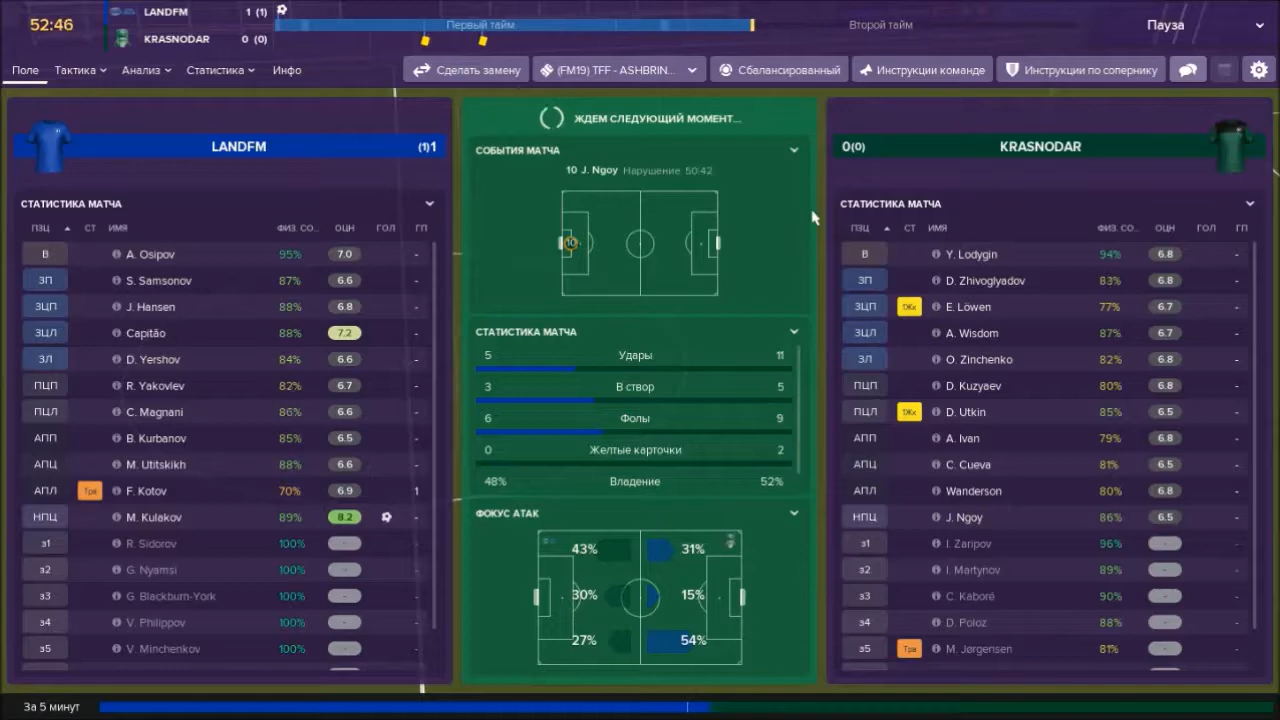 52:46
LANDFM 1 (1)
KRASNODAR 0 (0)
Первый тайм
Второй тайм
Пауза
Поле Тактика Анализ Статистика Инфо
Сделать замену
(FM19) TFF - ASHBRIN...
Сбалансированный
Инструкции команде
Инструкции по сопернику
LANDFM (1)1
СТАТИСТИКА МАТЧА
ПЗЦ СТ ИМЯ ФИЗ. СО... ОЦН ГОЛ ГП
В A. Osipov 95% 7.0 -
ЗП S. Samsonov 87% 6.6 -
ЗЦП J. Hansen 88% 6.8 -
ЗЦЛ Capitão 88% 7.2 -
ЗЛ D. Yershov 84% 6.6 -
ПЦП R. Yakovlev 82% 6.7 -
ПЦЛ C. Magnani 86% 6.6 -
АПП B. Kurbanov 85% 6.5 -
АПЦ M. Utitskikh 88% 6.6 -
АПЛ Трв F. Kotov 70% 6.9 1
НПЦ M. Kulakov 89% 8.2 -
з1 R. Sidorov 100% - -
з2 G. Nyamsi 100% - -
з3 G. Blackburn-York 100% - -
з4 V. Philippov 100% - -
з5 V. Minchenkov 100% - -
ЖДЕМ СЛЕДУЮЩИЙ МОМЕНТ...
СОБЫТИЯ МАТЧА
10 J. Ngoy Нарушение 50:42
10
СТАТИСТИКА МАТЧА
5 Удары 11
3 В створ 5
6 Фолы 9
0 Желтые карточки 2
48% Владение 52%
ФОКУС АТАК
43% 31%
30% 15%
27% 54%
0(0) KRASNODAR
СТАТИСТИКА МАТЧА
ПЗЦ СТ ИМЯ ФИЗ. СО... ОЦН ГОЛ ГП
В Y. Lodygin 94% 6.8 -
ЗП D. Zhivoglyadov 83% 6.8 -
ЗЦП 1Жк E. Löwen 77% 6.7 -
ЗЦЛ A. Wisdom 87% 6.7 -
ЗЛ O. Zinchenko 82% 6.8 -
ПЦП D. Kuzyaev 80% 6.8 -
ПЦЛ 1Жк D. Utkin 85% 6.5 -
АПП A. Ivan 79% 6.8 -
АПЦ C. Cueva 81% 6.5 -
АПЛ Wanderson 80% 6.8 -
НПЦ J. Ngoy 86% 6.5 -
з1 I. Zaripov 96% - -
з2 I. Martynov 89% - -
з3 C. Kaboré 90% - -
з4 D. Poloz 88% - -
з5 Трв M. Jørgensen 81% - -
За 5 минут